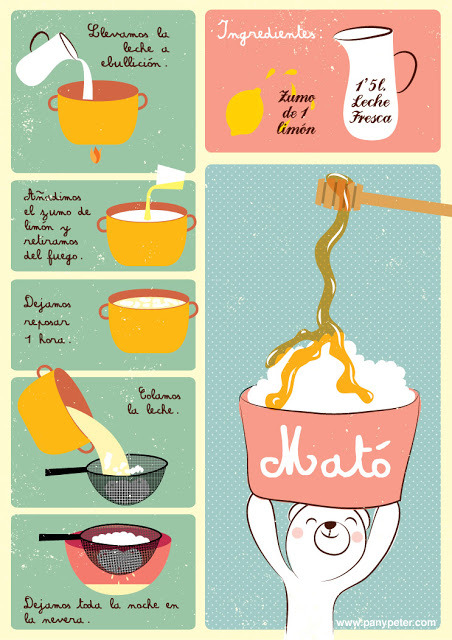 Llevamos la
leche a
ebullición.
Ingredientes:
Zumo
de 1
limón
1'5l.
Leche
Fresca
Añadimos
el zumo de
limón y
retiramos
del fuego.
Dejamos
reposar
1 hora.
Colamos
la leche.
Dejamos toda la noche en
la nevera.
Mató
www.panypeter.com